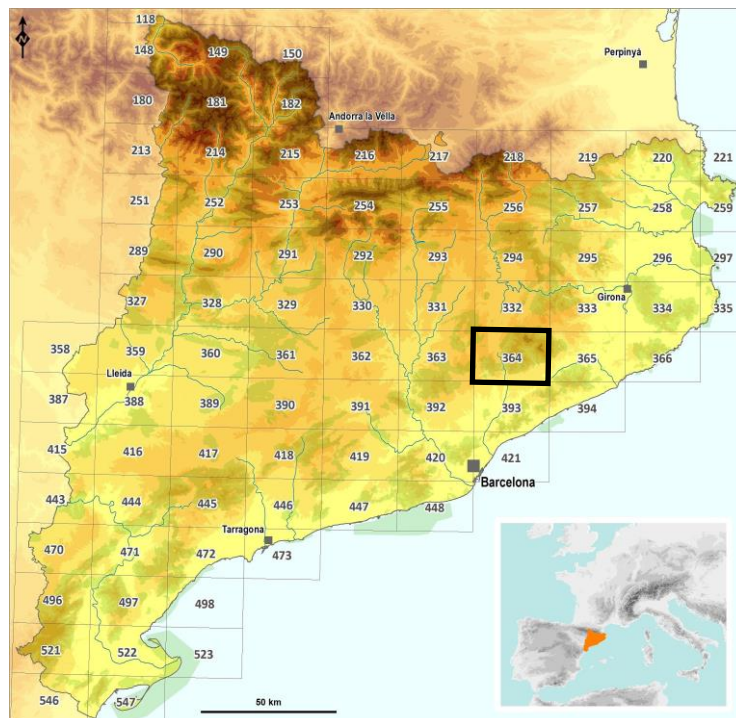 118
N
148 149 150
Perpinyà
180 181 182
Andorra la Vella
213 214 215 216 217 218 219 220 221
251 252 253 254 255 256 257 258 259
289 290 291 292 293 294 295 296 297
Girona
327 328 329 330 331 332 333 334 335
358 359 360 361 362 363 364 365 366
Lleida
387 388 389 390 391 392 393 394
415 416 417 418 419 420 421
Barcelona
443 444 445 446 447 448
Tarragona
470 471 472 473
496 497 498
521 522 523
546 547
50 km